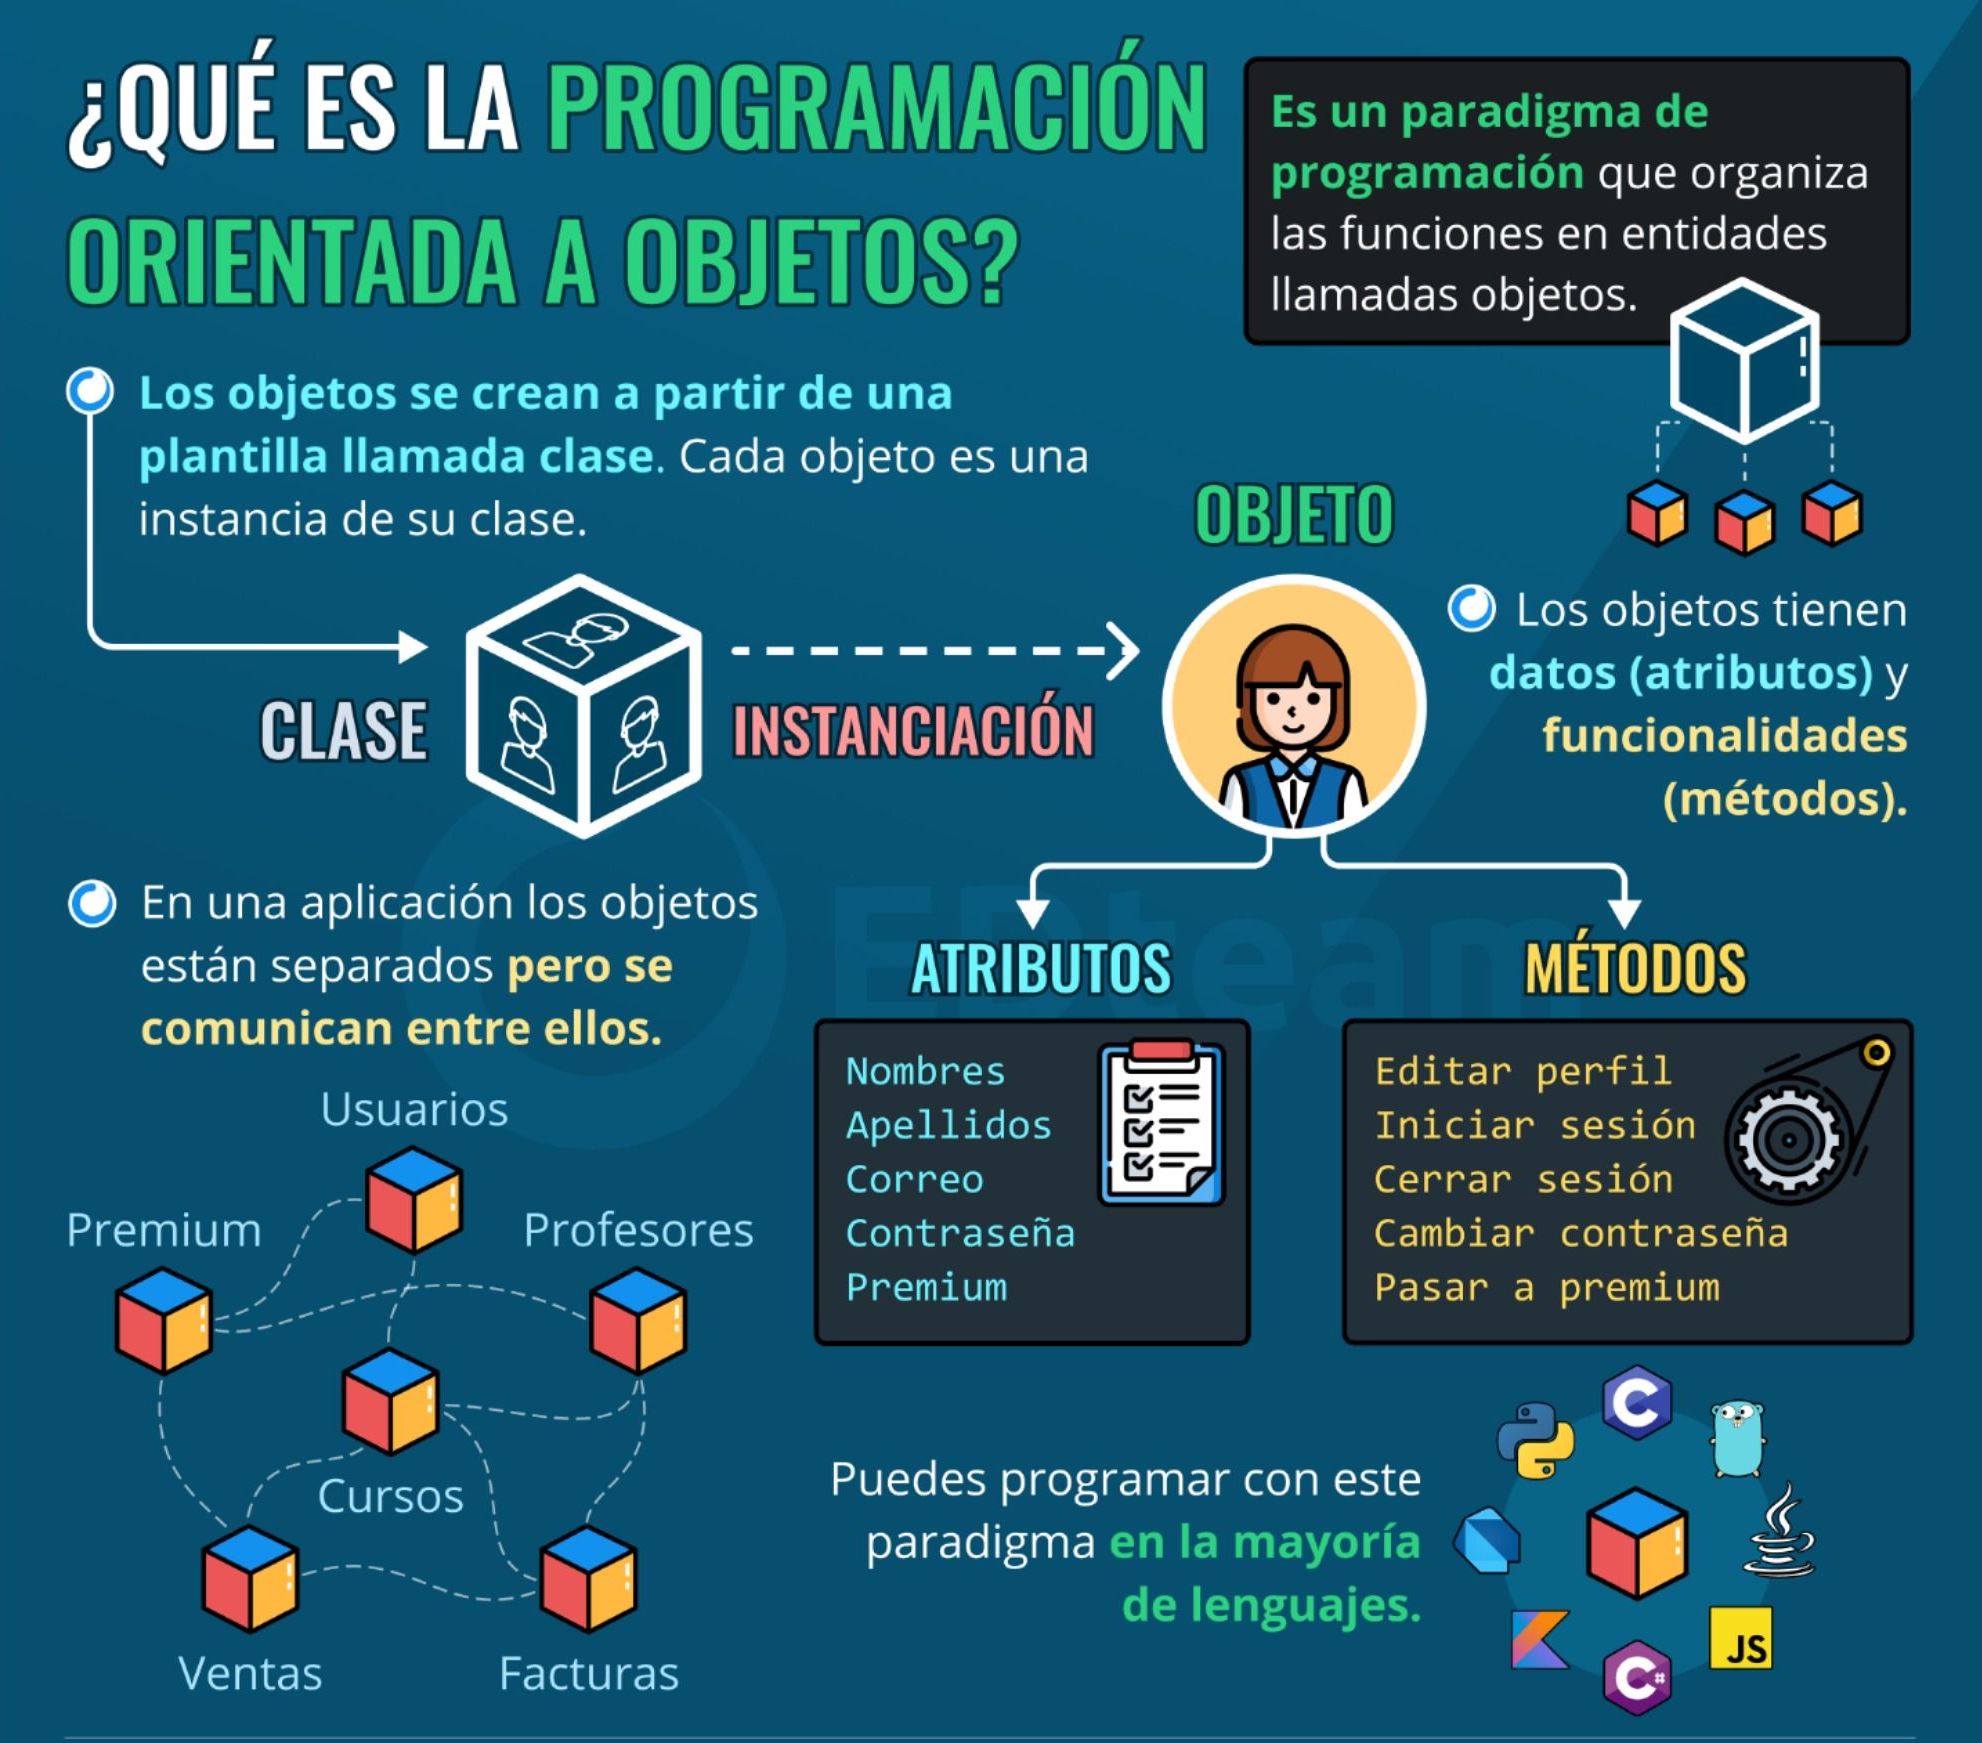 ¿QUÉ ES LA PROGRAMACIÓN
ORIENTADA A OBJETOS?
Es un paradigma de
programación que organiza
las funciones en entidades
llamadas objetos.
Los objetos se crean a partir de una
plantilla llamada clase. Cada objeto es una
instancia de su clase.
CLASE
INSTANCIACIÓN
OBJETO
Los objetos tienen
datos (atributos) y
funcionalidades
(métodos).
En una aplicación los objetos
están separados pero se
comunican entre ellos.
Usuarios
Premium
Profesores
Cursos
Ventas
Facturas
EDteam
ATRIBUTOS
Nombres
Apellidos
Correo
Contraseña
Premium
MÉTODOS
Editar perfil
Iniciar sesión
Cerrar sesión
Cambiar contraseña
Pasar a premium
Puedes programar con este
paradigma en la mayoría
de lenguajes.
C
JS
C#